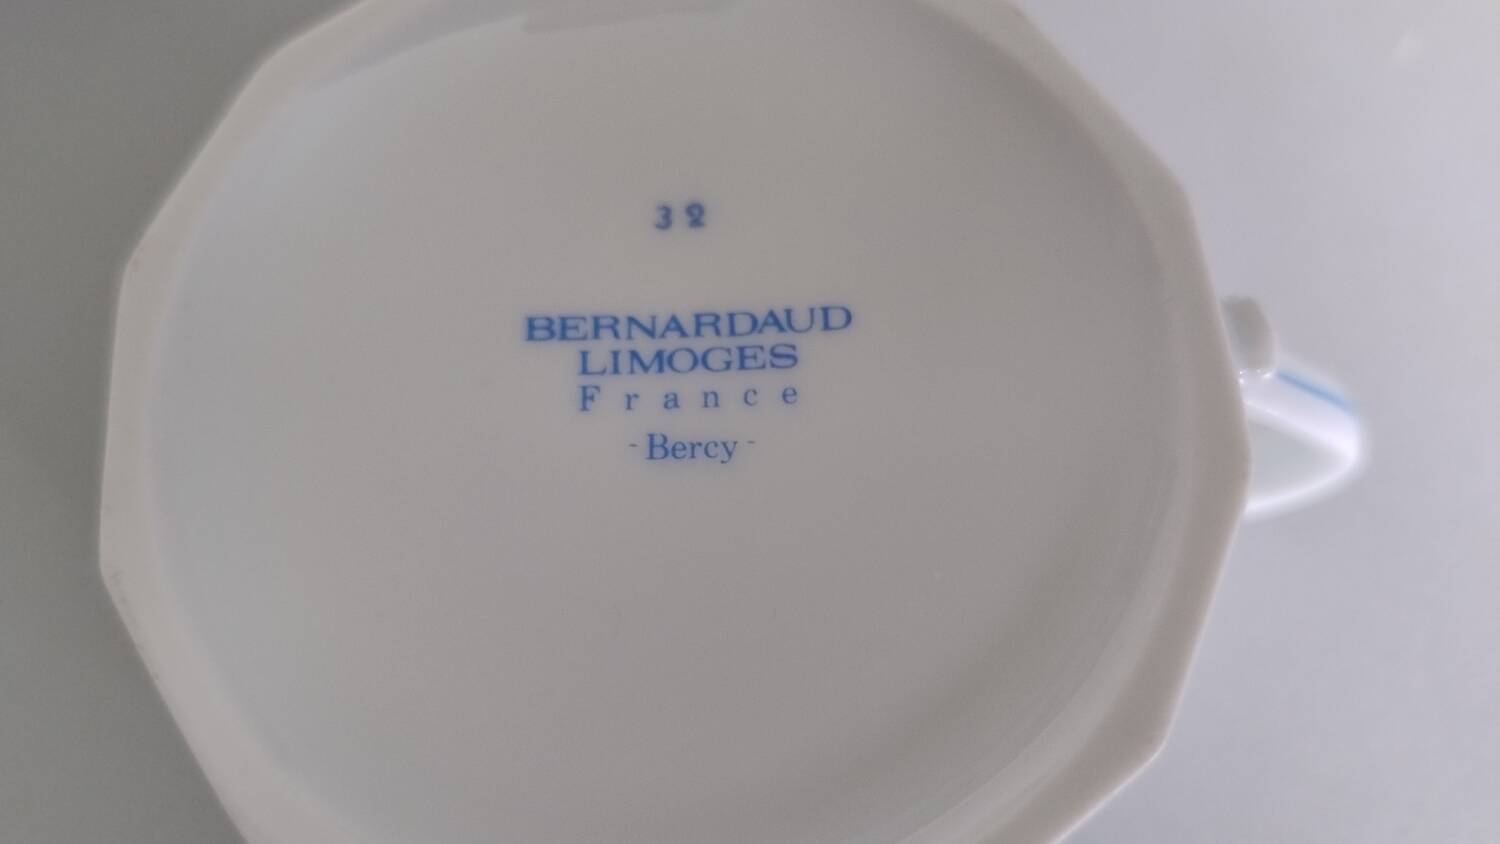 32
BERNARDAUD
LIMOGES
France
- Bercy -